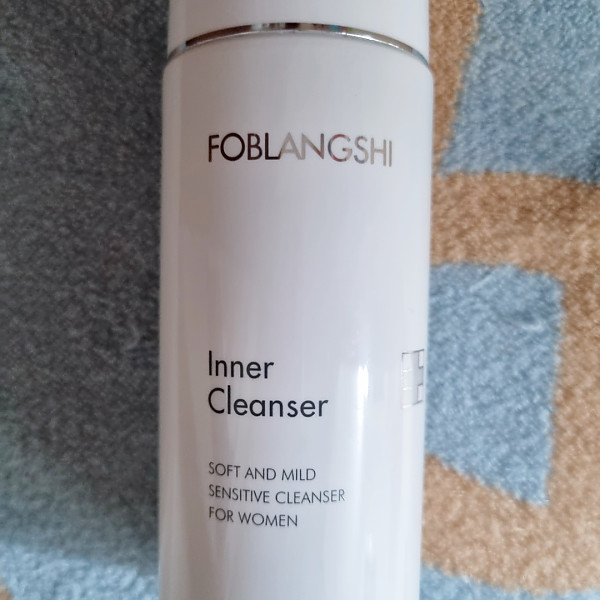 FOBLANGSHI
Inner
Cleanser
SOFT AND MILD
SENSITIVE CLEANSER
FOR WOMEN